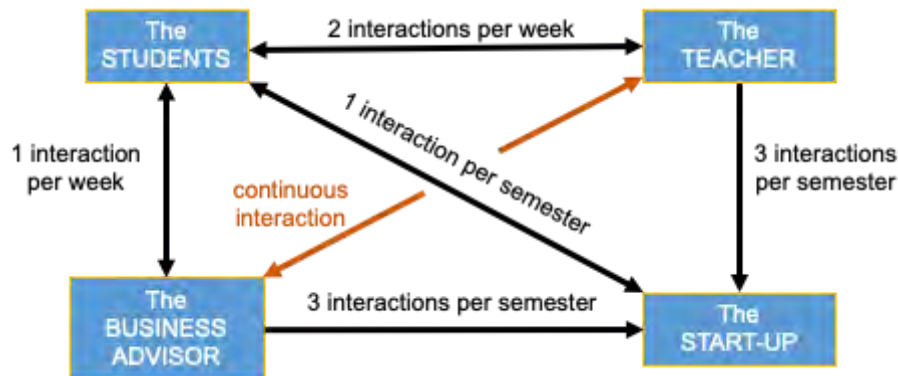 The
STUDENTS
2 interactions per week
The
TEACHER
1 interaction
per week
1 interaction per semester
3 interactions
per semester
continuous
interaction
The
BUSINESS
ADVISOR
3 interactions per semester
The
START-UP